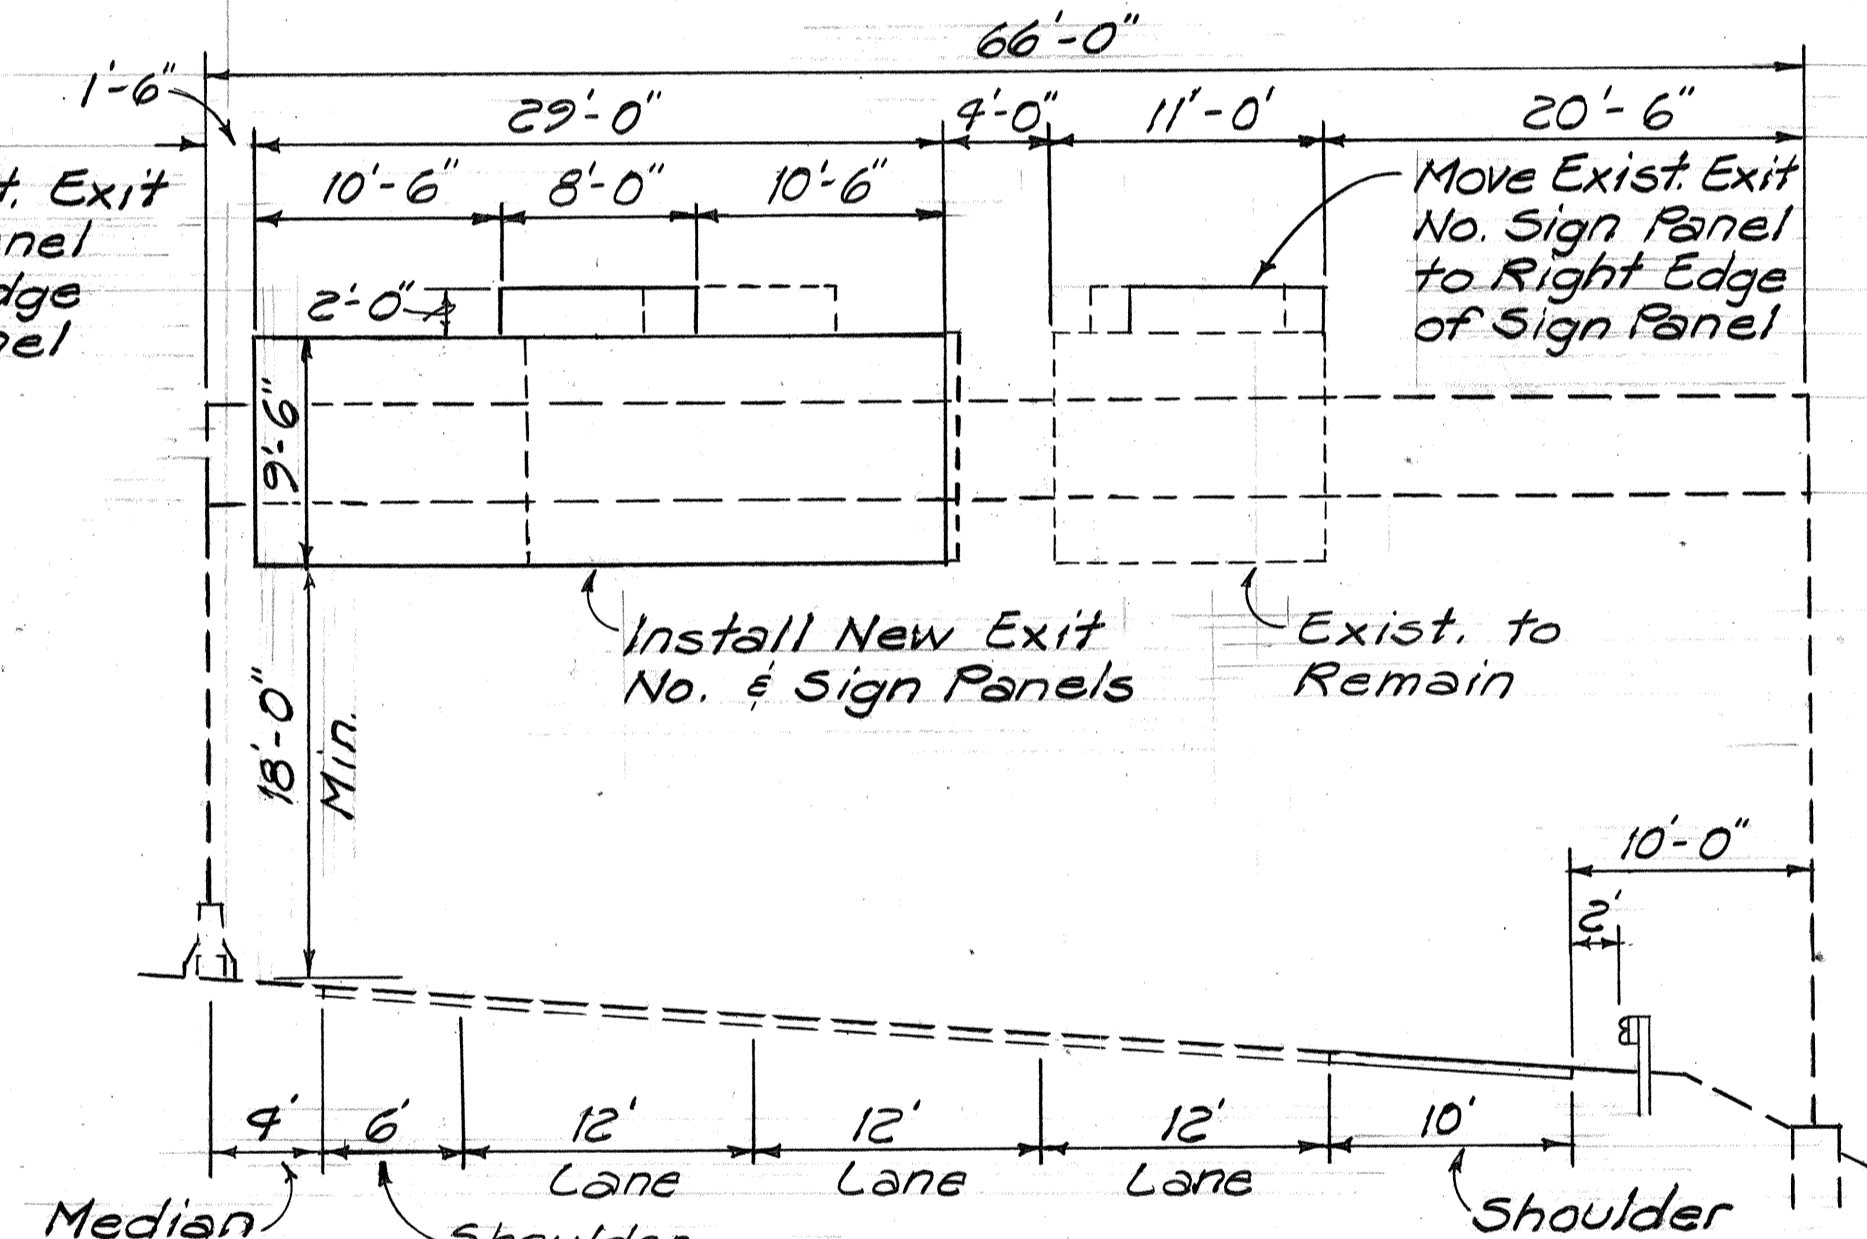 66'-0"
1'-6"
29'-0"
4'-0"
11'-0'
20'-6"
t. Exit
nel
dge
pel
10'-6"
8'-0"
10'-6"
Move Exist. Exit
No. Sign Panel
to Right Edge
of Sign Panel
2'-0"
9'-6"
Install New Exit
No. & Sign Panels
Exist. to
Remain
18'-0"
Min.
10'-0"
2'
4'
6'
12'
12'
12'
10'
Lane
Lane
Lane
Median
Shoulder
Shoulder